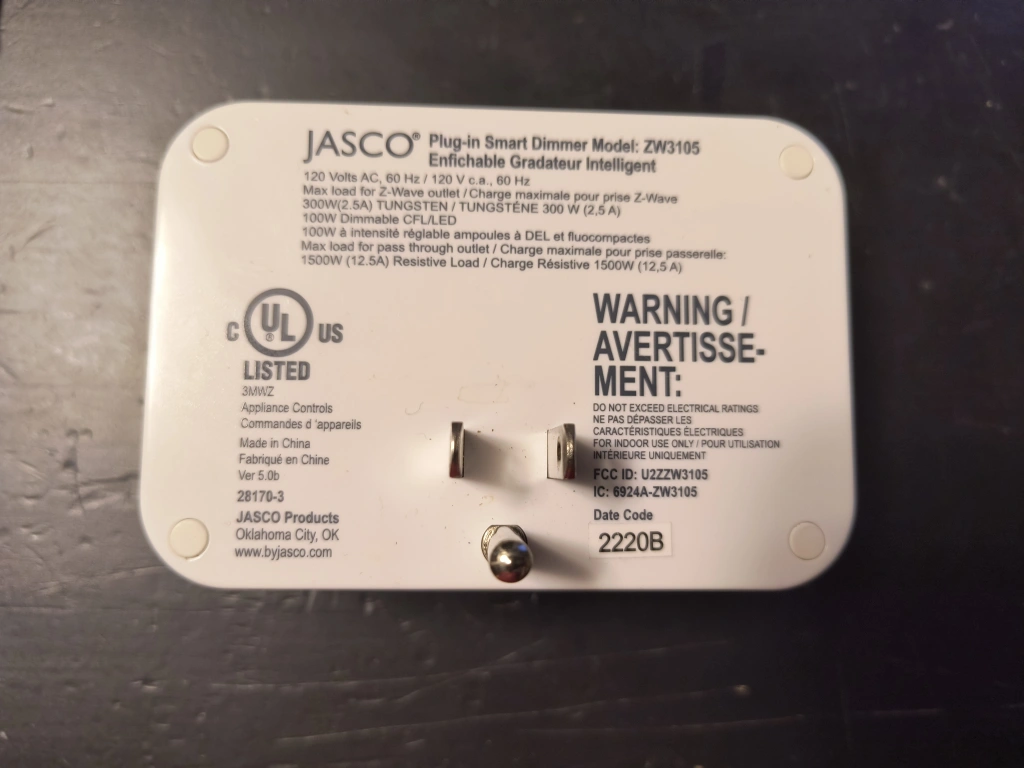 JASCO® Plug-in Smart Dimmer Model: ZW3105
Enfichable Gradateur Intelligent
120 Volts AC, 60 Hz / 120 V c.a., 60 Hz
Max load for Z-Wave outlet / Charge maximale pour prise Z-Wave
300W(2.5A) TUNGSTEN / TUNGSTÉNE 300 W (2,5 A)
100W Dimmable CFL/LED
100W à intensité réglable ampoules à DEL et fluocompactes
Max load for pass through outlet / Charge maximale pour prise passerelle:
1500W (12.5A) Resistive Load / Charge Résistive 1500W (12,5 A)
C UL® US
LISTED
3MWZ
Appliance Controls
Commandes d 'appareils
Made in China
Fabriqué en Chine
Ver 5.0b
28170-3
JASCO Products
Oklahoma City, OK
www.byjasco.com
WARNING /
AVERTISSE-
MENT:
DO NOT EXCEED ELECTRICAL RATINGS
NE PAS DÉPASSER LES
CARACTÉRISTIQUES ÉLECTRIQUES
FOR INDOOR USE ONLY / POUR UTILISATION
INTÉRIEURE UNIQUEMENT
FCC ID: U2ZZW3105
IC: 6924A-ZW3105
Date Code
2220B